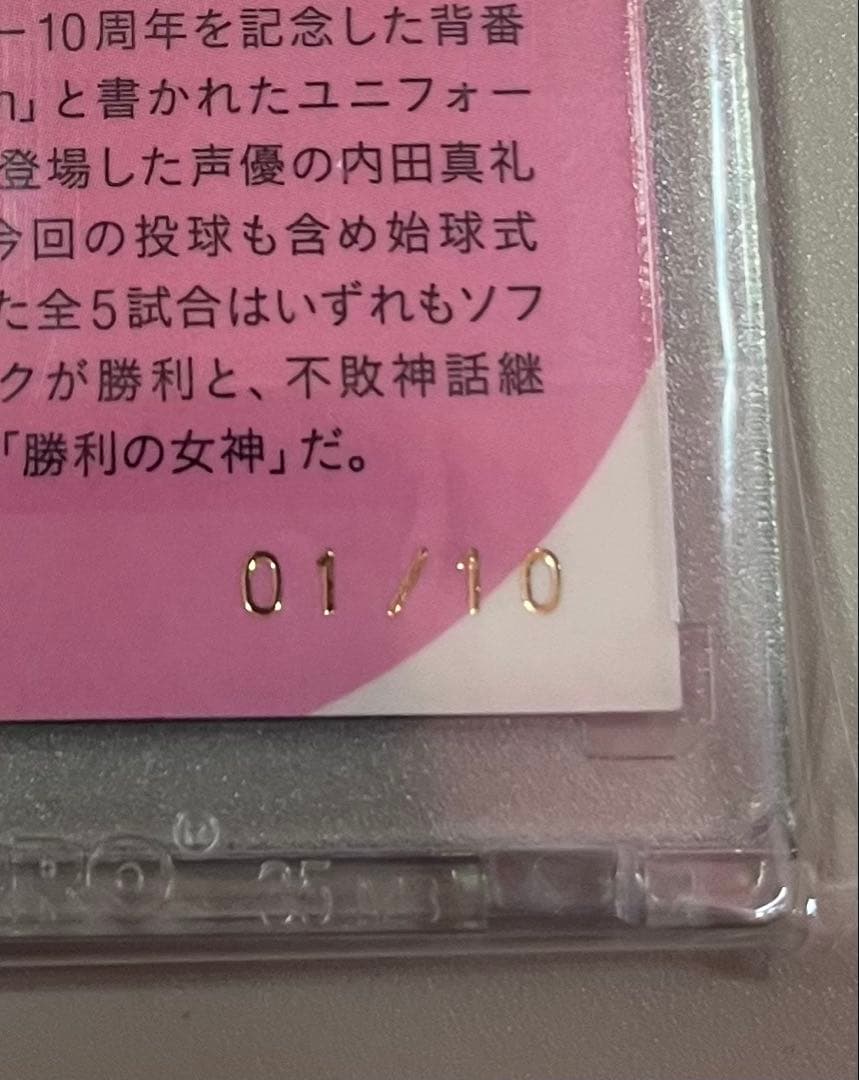 ー10周年を記念した背番
n」と書かれたユニフォー
登場した声優の内田真礼
今回の投球も含め始球式
た全5試合はいずれもソフ
クが勝利と、不敗神話継
「勝利の女神」だ。
01/10
35